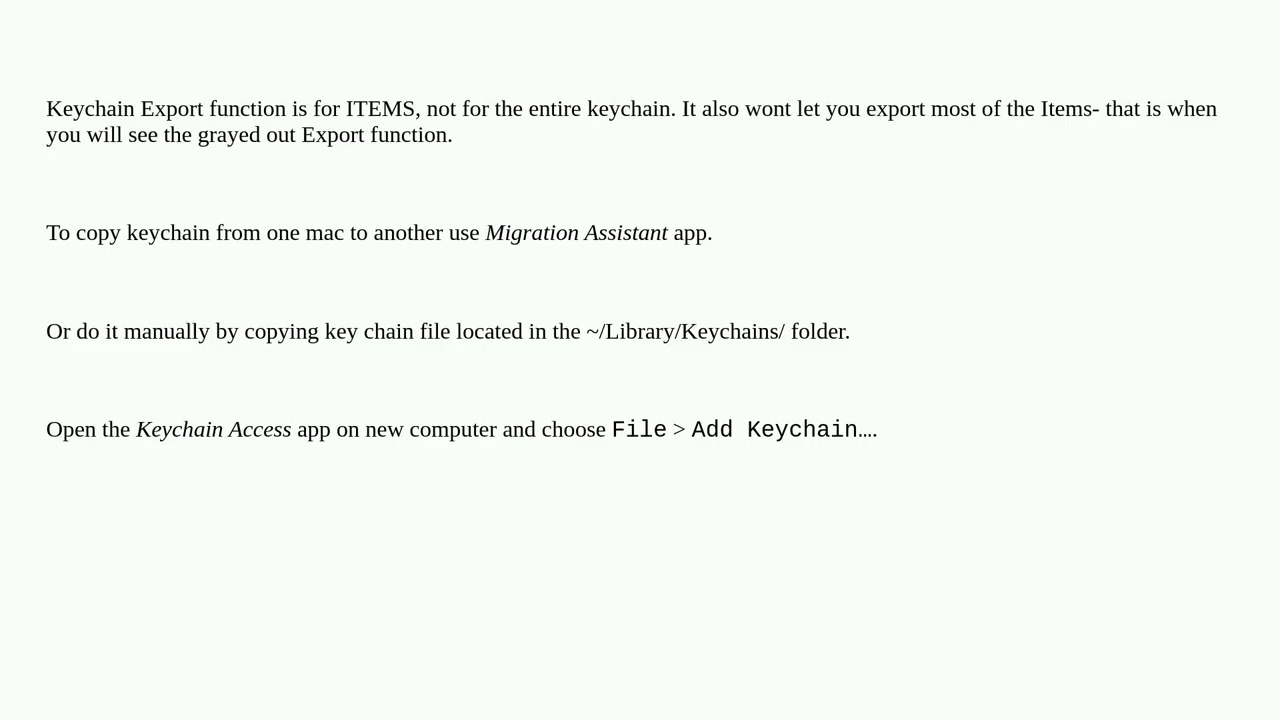 Keychain Export function is for ITEMS, not for the entire keychain. It also wont let you export most of the Items- that is when
you will see the grayed out Export function.
To copy keychain from one mac to another use Migration Assistant app.
Or do it manually by copying key chain file located in the ~/Library/Keychains/ folder.
Open the Keychain Access app on new computer and choose File > Add Keychain….